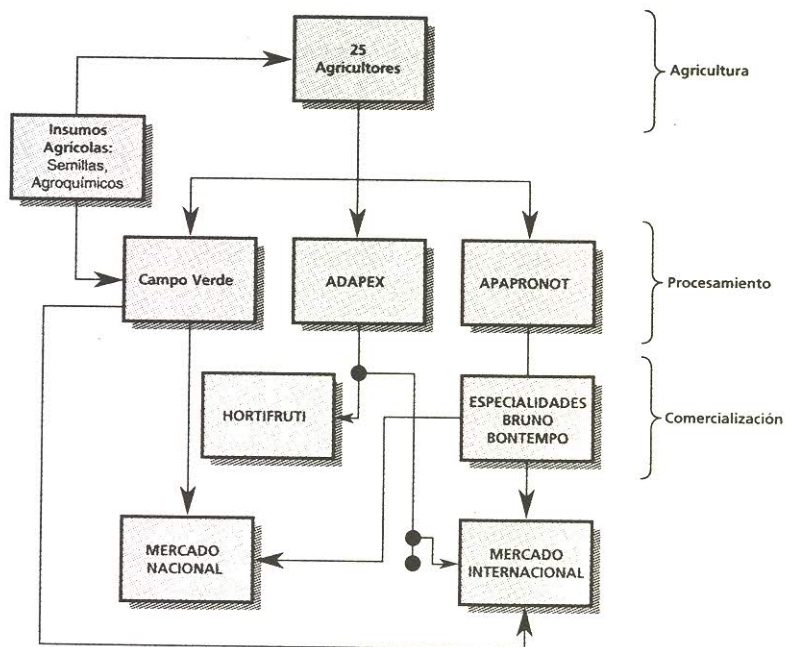 25
Agricultores
Agricultura
Insumos
Agrícolas:
Semillas,
Agroquímicos
Campo Verde
ADAPEX
APAPRONOT
Procesamiento
HORTIFRUTI
ESPECIALIDADES
BRUNO
BONTEMPO
Comercialización
MERCADO
NACIONAL
MERCADO
INTERNACIONAL